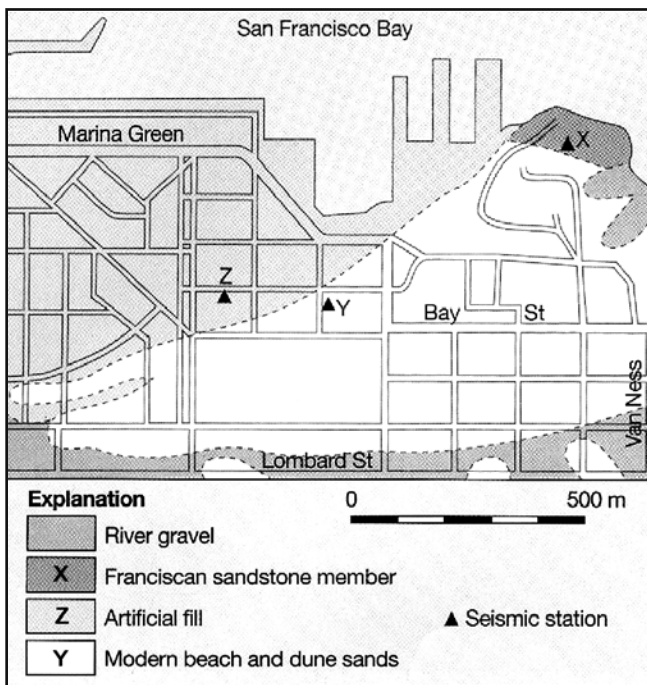 San Francisco Bay
Marina Green
X
Z
Y
Bay St
Van Ness
Lombard St
Explanation
0 500 m
River gravel
X Franciscan sandstone member
Z Artificial fill
▲ Seismic station
Y Modern beach and dune sands